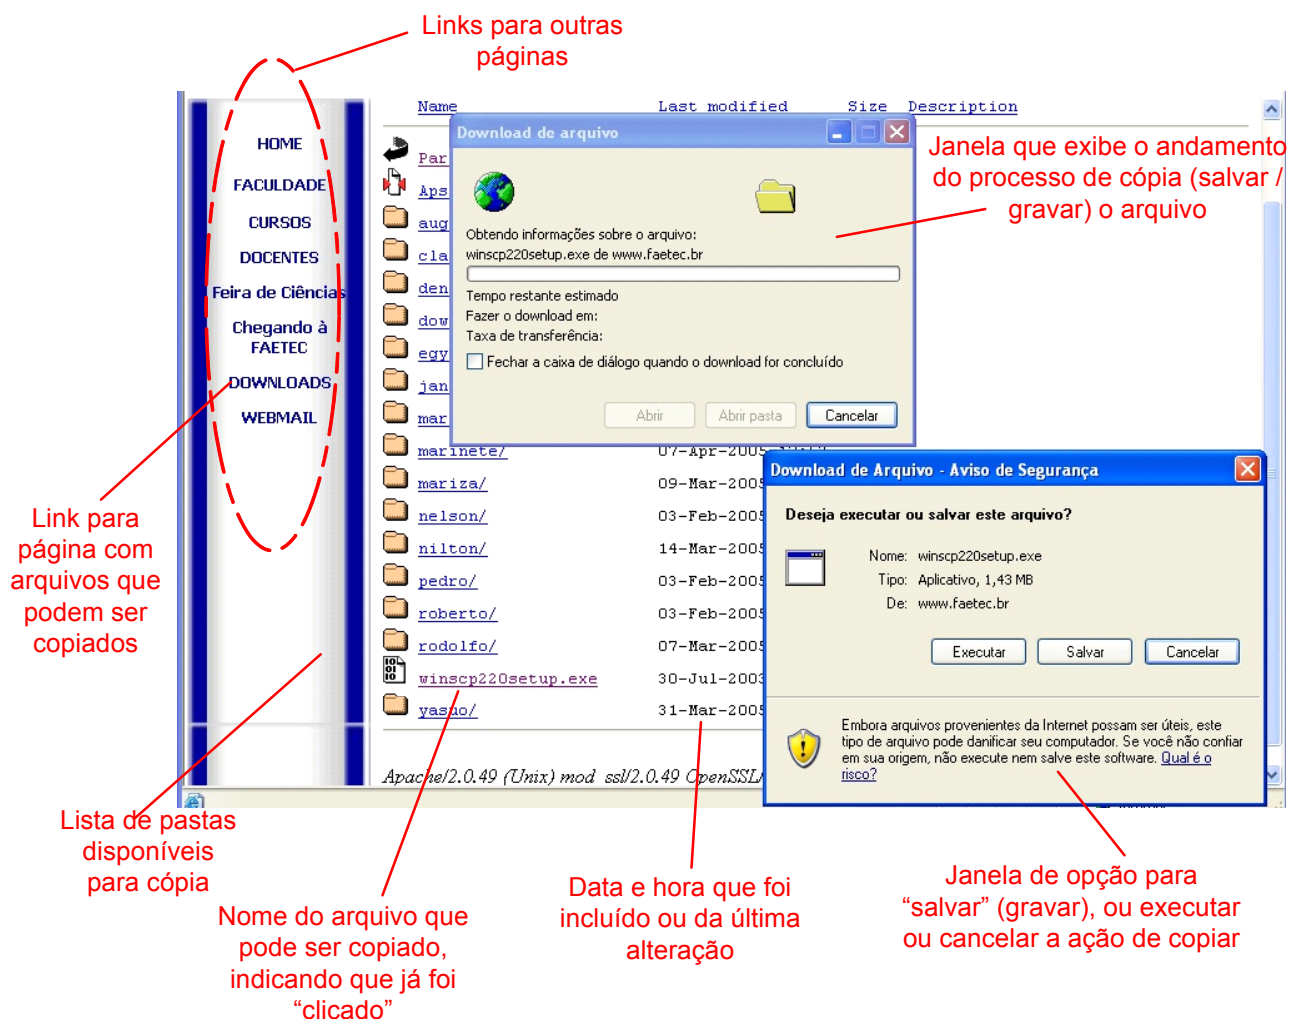 Links para outras
páginas
Name
Last modified
Size
Description
HOME
FACULDADE
CURSOS
DOCENTES
Feira de Ciências
Chegando à
FAETEC
DOWNLOADS
WEBMAIL
Par
Aps
aug
cla
den
dow
egy
jan
mar
marinete/ 07-Apr-2005
mariza/ 09-Mar-2005
nelson/ 03-Feb-2005
nilton/ 14-Mar-2005
pedro/ 03-Feb-2005
roberto/ 03-Feb-2005
rodolfo/ 07-Mar-2005
winscp220setup.exe 30-Jul-2003
yasuo/ 31-Mar-2005
Apache/2.0.49 (Unix) mod_ssl/2.0.49 OpenSSL/
Download de arquivo
Obtendo informações sobre o arquivo:
winscp220setup.exe de www.faetec.br
Tempo restante estimado
Fazer o download em:
Taxa de transferência:
Fechar a caixa de diálogo quando o download for concluído
Abrir
Abrir pasta
Cancelar
Janela que exibe o andamento
do processo de cópia (salvar /
gravar) o arquivo
Download de Arquivo - Aviso de Segurança
Deseja executar ou salvar este arquivo?
Nome: winscp220setup.exe
Tipo: Aplicativo, 1,43 MB
De: www.faetec.br
Executar
Salvar
Cancelar
Embora arquivos provenientes da Internet possam ser úteis, este
tipo de arquivo pode danificar seu computador. Se você não confiar
em sua origem, não execute nem salve este software. Qual é o
risco?
Link para
página com
arquivos que
podem ser
copiados
Lista de pastas
disponíveis
para cópia
Nome do arquivo que
pode ser copiado,
indicando que já foi
“clicado”
Data e hora que foi
incluído ou da última
alteração
Janela de opção para
“salvar” (gravar), ou executar
ou cancelar a ação de copiar